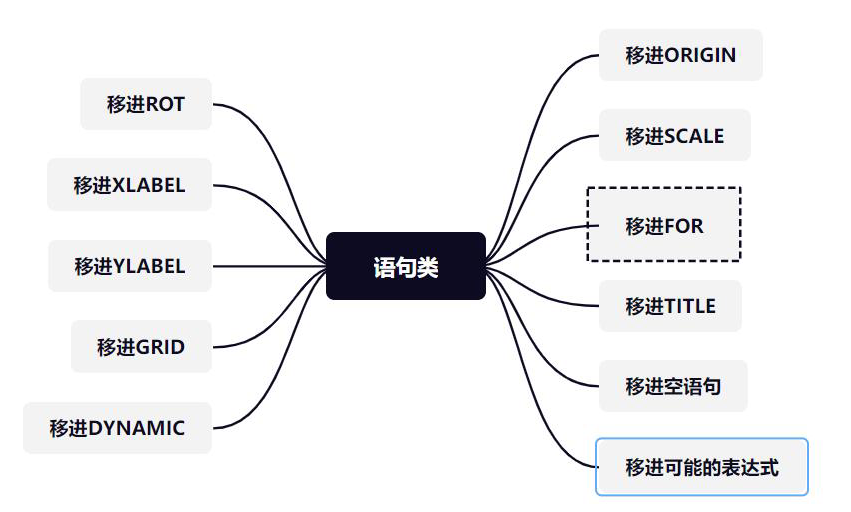 语句类
移进ORIGIN
移进SCALE
移进FOR
移进TITLE
移进空语句
移进可能的表达式
移进ROT
移进XLABEL
移进YLABEL
移进GRID
移进DYNAMIC